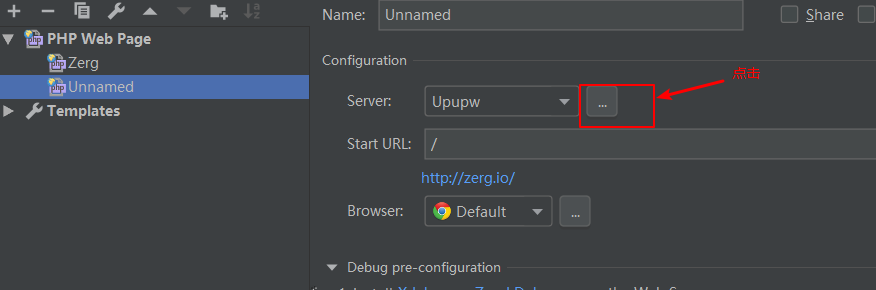 Name: Unnamed Share
PHP Web Page
Zerg
Unnamed
Templates
Configuration
Server: Upupw ... 点击
Start URL: /
http://zerg.io/
Browser: Default ...
Debug pre-configuration